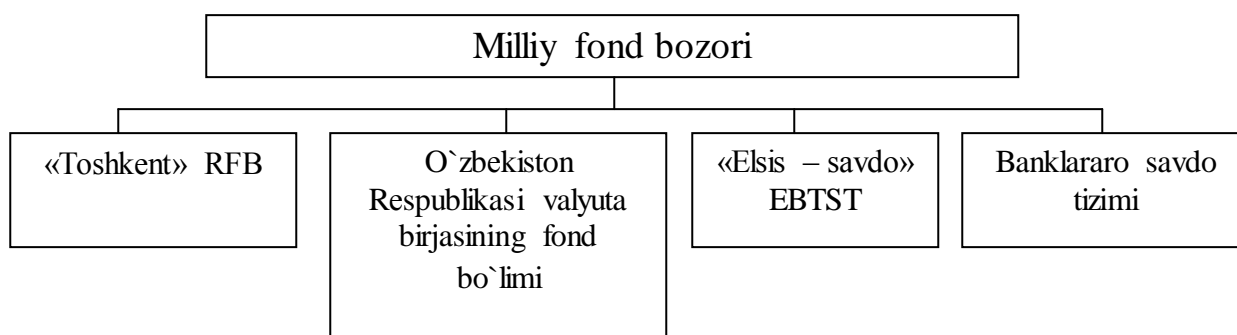 Milliy fond bozori
«Toshkent» RFB
O`zbekiston
Respublikasi valyuta
birjasining fond
bo`limi
«Elsis – savdo»
EBTST
Banklararo savdo
tizimi